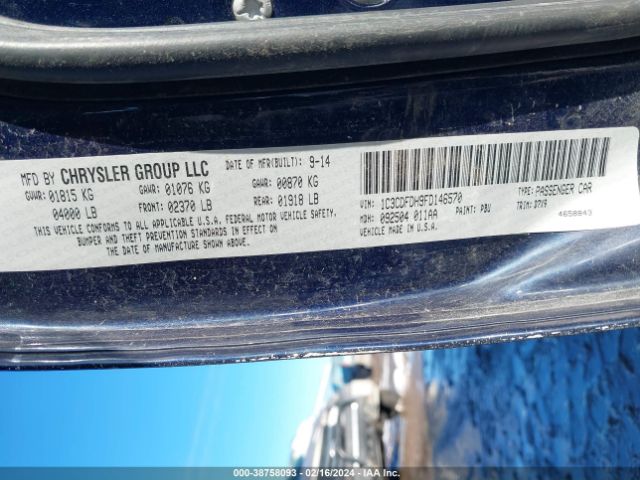 MFD BY CHRYSLER GROUP LLC DATE OF MFR(BUILT): 9-14
GVWR: 01815 KG GAWR: 01076 KG GAWR: 00870 KG
04000 LB FRONT: 02370 LB REAR: 01918 LB
THIS VEHICLE CONFORMS TO ALL APPLICABLE U.S.A. FEDERAL MOTOR VEHICLE SAFETY,
BUMPER AND THEFT PREVENTION STANDARDS IN EFFECT ON
THE DATE OF MANUFACTURE SHOWN ABOVE.
VIN: 1C3CDFDH9FD146570 TYPE: PASSENGER CAR
MDH: 092504 011AA PAINT: PBU TRIM: D7X9
VEHICLE MADE IN U.S.A. 4658843
000-38758093 - 02/16/2024 - IAA Inc.